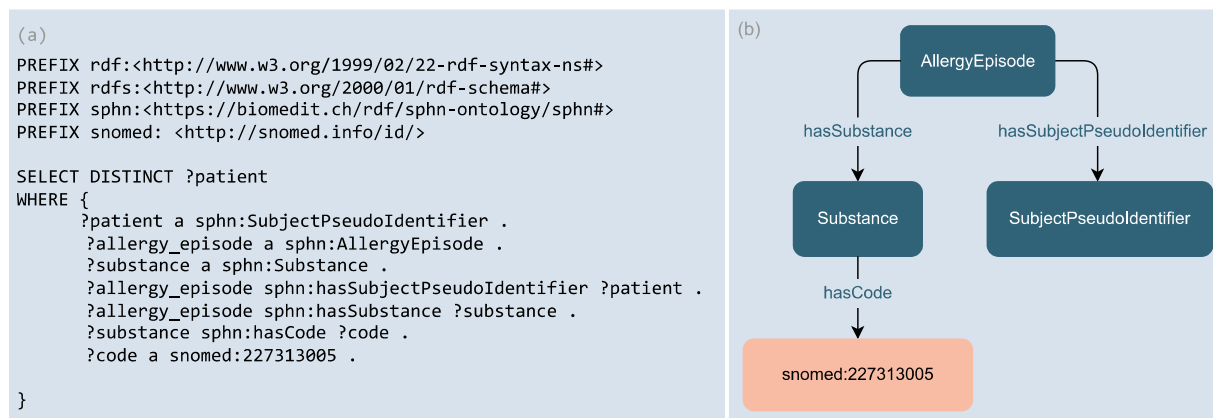 (a)
PREFIX rdf:<http://www.w3.org/1999/02/22-rdf-syntax-ns#>
PREFIX rdfs:<http://www.w3.org/2000/01/rdf-schema#>
PREFIX sphn:<https://biomedit.ch/rdf/sphn-ontology/sphn#>
PREFIX snomed: <http://snomed.info/id/>
SELECT DISTINCT ?patient
WHERE {
?patient a sphn:SubjectPseudoIdentifier .
?allergy_episode a sphn:AllergyEpisode .
?substance a sphn:Substance .
?allergy_episode sphn:hasSubjectPseudoIdentifier ?patient .
?allergy_episode sphn:hasSubstance ?substance .
?substance sphn:hasCode ?code .
?code a snomed:227313005 .
}
(b)
AllergyEpisode
hasSubstance
hasSubjectPseudoIdentifier
Substance
SubjectPseudoIdentifier
hasCode
snomed:227313005